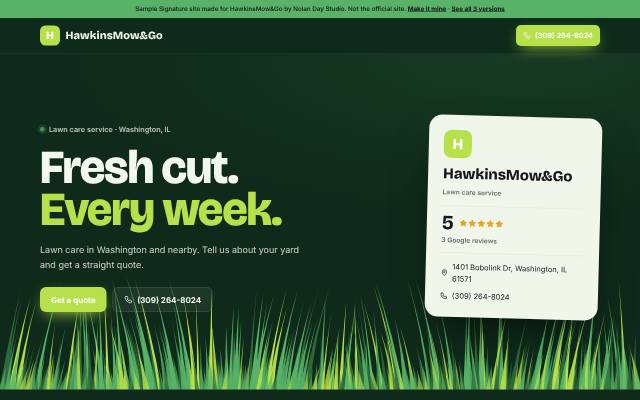 Sample Signature site made for HawkinsMow&Go by Nolan Day Studio. Not the official site. Make it mine · See all 3 versions
H HawkinsMow&Go
(309) 264-8024
Lawn care service · Washington, IL
Fresh cut.
Every week.
Lawn care in Washington and nearby. Tell us about your yard
and get a straight quote.
Get a quote
(309) 264-8024
H
HawkinsMow&Go
Lawn care service
5
3 Google reviews
1401 Bobolink Dr, Washington, IL
61571
(309) 264-8024